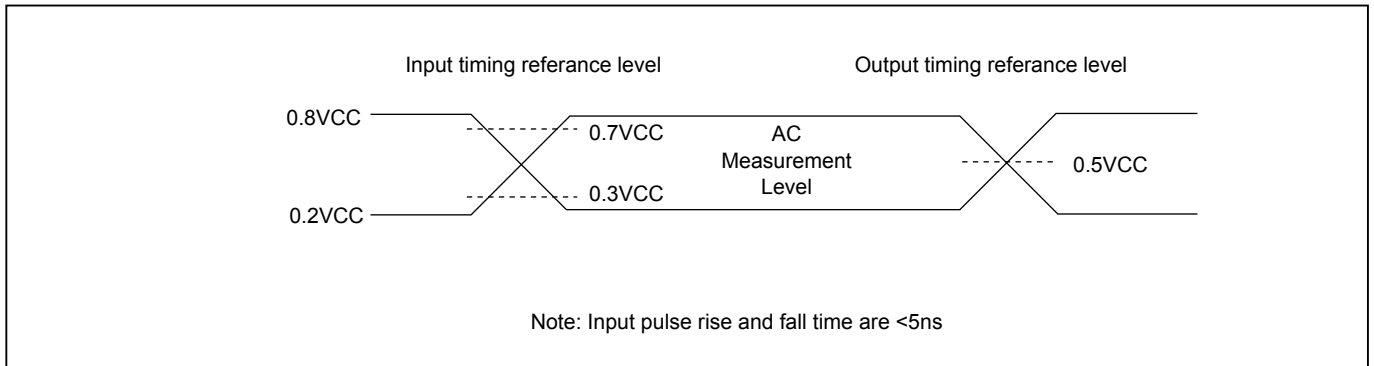 Input timing referance level
Output timing referance level
0.8VCC
0.7VCC
AC
Measurement
Level
0.5VCC
0.3VCC
0.2VCC
Note: Input pulse rise and fall time are <5ns